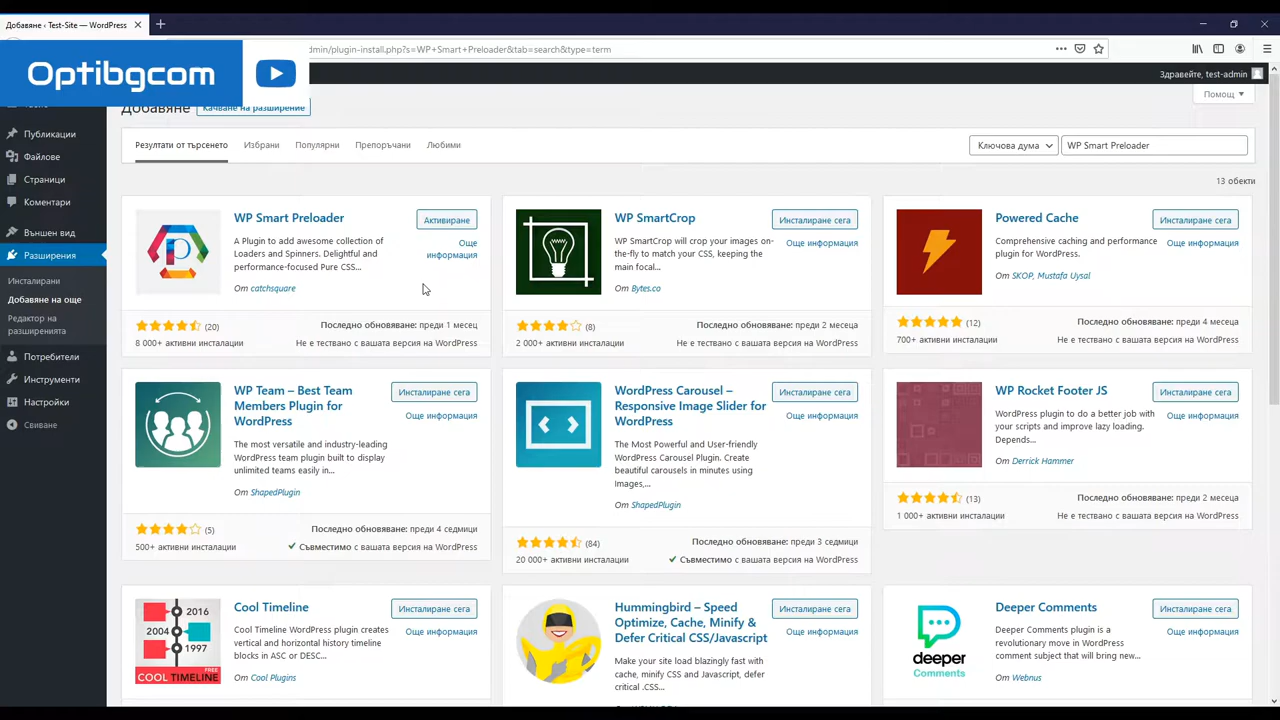 Добавяне ‹ Test-Site — WordPress
dmin/plugin-install.php?s=WP+Smart+Preloader&tab=search&type=term
Optibgcom
Здравейте, test-admin
Помощ
Добавяне
Качване на разширение
Публикации
Файлове
Страници
Коментари
Външен вид
Разширения
Инсталирани
Добавяне на още
Редактор на
разширенията
Потребители
Инструменти
Настройки
Свиване
Резултати от търсенето
Избрани
Популярни
Препоръчани
Любими
Ключова дума
WP Smart Preloader
13 обекти
WP Smart Preloader
Активиране
Още
информация
A Plugin to add awesome collection of
Loaders and Spinners. Delightful and
performance-focused Pure CSS...
От catchsquare
(20)
8 000+ активни инсталации
Последно обновяване: преди 1 месец
Не е тествано с вашата версия на WordPress
WP SmartCrop
Инсталиране сега
Още информация
WP SmartCrop will crop your images on-
the-fly to match your CSS, keeping the
main focal...
От Bytes.co
(8)
2 000+ активни инсталации
Последно обновяване: преди 2 месеца
Не е тествано с вашата версия на WordPress
Powered Cache
Инсталиране сега
Още информация
Comprehensive caching and performance
plugin for WordPress.
От SKOP, Mustafa Uysal
(12)
700+ активни инсталации
Последно обновяване: преди 4 месеца
Не е тествано с вашата версия на WordPress
WP Team – Best Team
Members Plugin for
WordPress
Инсталиране сега
Още информация
The most versatile and industry-leading
WordPress team plugin built to display
unlimited teams easily in...
От ShapedPlugin
(5)
500+ активни инсталации
Последно обновяване: преди 4 седмици
Съвместимо с вашата версия на WordPress
WordPress Carousel –
Responsive Image Slider for
WordPress
Инсталиране сега
Още информация
The Most Powerful and User-friendly
WordPress Carousel Plugin. Create
beautiful carousels in minutes using
images,...
От ShapedPlugin
(84)
20 000+ активни инсталации
Последно обновяване: преди 3 седмици
Съвместимо с вашата версия на WordPress
WP Rocket Footer JS
Инсталиране сега
Още информация
WordPress plugin to do a better job with
your scripts and improve lazy loading.
Depends...
От Derrick Hammer
(13)
1 000+ активни инсталации
Последно обновяване: преди 2 месеца
Не е тествано с вашата версия на WordPress
2016
2004
1997
FREE
COOL TIMELINE
Cool Timeline
Инсталиране сега
Още информация
Cool Timeline WordPress plugin creates
vertical and horizontal history timeline
blocks in ASC or DESC...
От Cool Plugins
Hummingbird – Speed
Optimize, Cache, Minify &
Defer Critical CSS/Javascript
Инсталиране сега
Още информация
Make your site load blazingly fast with
cache, minify CSS and Javascript, defer
critical .CSS...
deeper
Comments
Deeper Comments
Инсталиране сега
Още информация
Deeper Comments plugin is a
revolutionary move in WordPress
comment subject that will bring new...
От Webnus